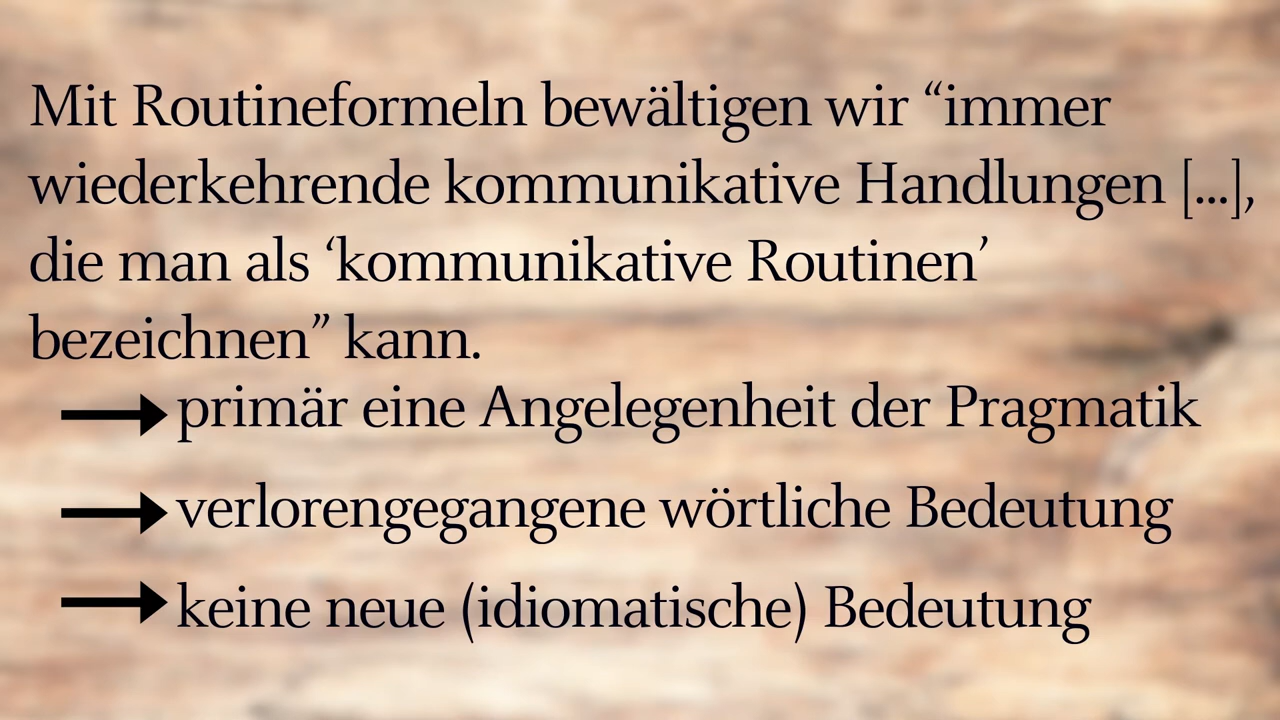 Mit Routineformeln bewältigen wir “immer
wiederkehrende kommunikative Handlungen [...],
die man als ‘kommunikative Routinen’
bezeichnen” kann.
primär eine Angelegenheit der Pragmatik
verlorengegangene wörtliche Bedeutung
keine neue (idiomatische) Bedeutung